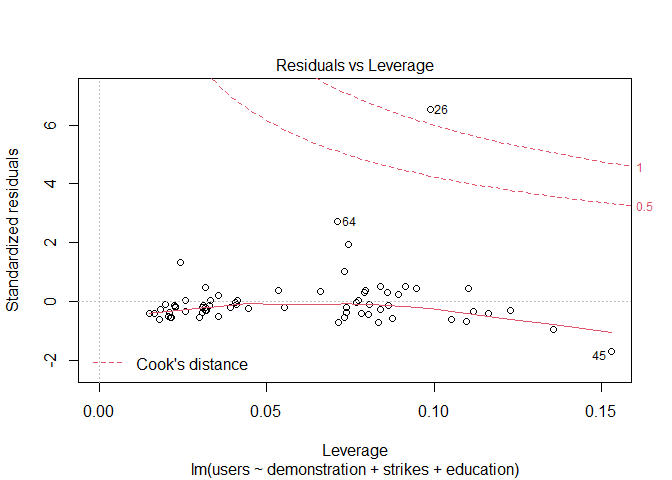 Residuals vs Leverage
Standardized residuals
6
4
2
0
-2
26
64
45
1
0.5
Cook's distance
0.00
0.05
0.10
0.15
Leverage
lm(users ~ demonstration + strikes + education)